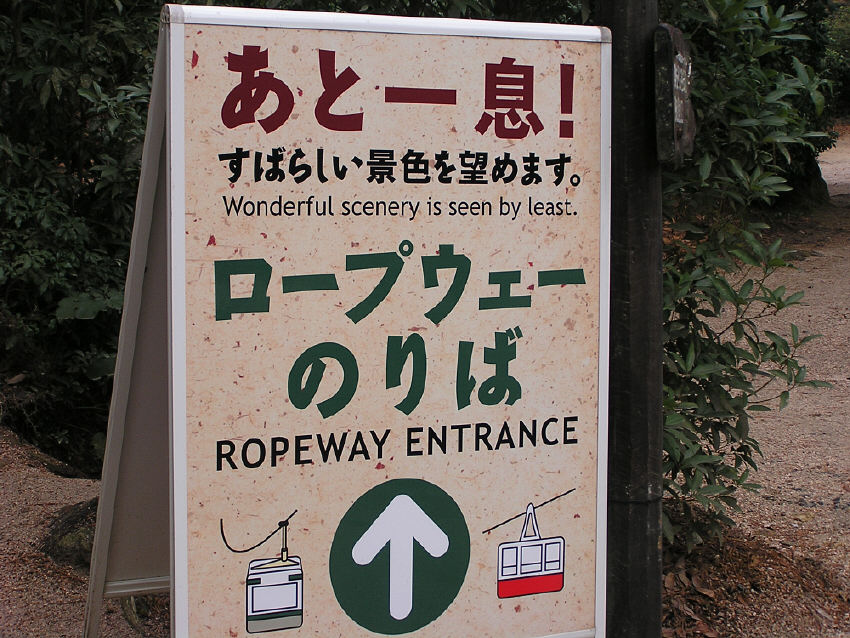 あと一息!
すばらしい景色を望めます。
Wonderful scenery is seen by least.
ロープウェー
のりば
ROPEWAY ENTRANCE